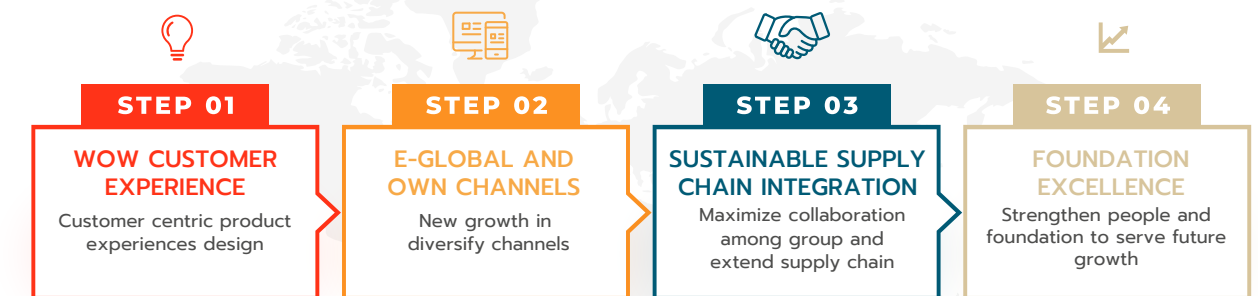 STEP 01
WOW CUSTOMER
EXPERIENCE
Customer centric product
experiences design
STEP 02
E-GLOBAL AND
OWN CHANNELS
New growth in
diversify channels
STEP 03
SUSTAINABLE SUPPLY
CHAIN INTEGRATION
Maximize collaboration
among group and
extend supply chain
STEP 04
FOUNDATION
EXCELLENCE
Strengthen people and
foundation to serve future
growth